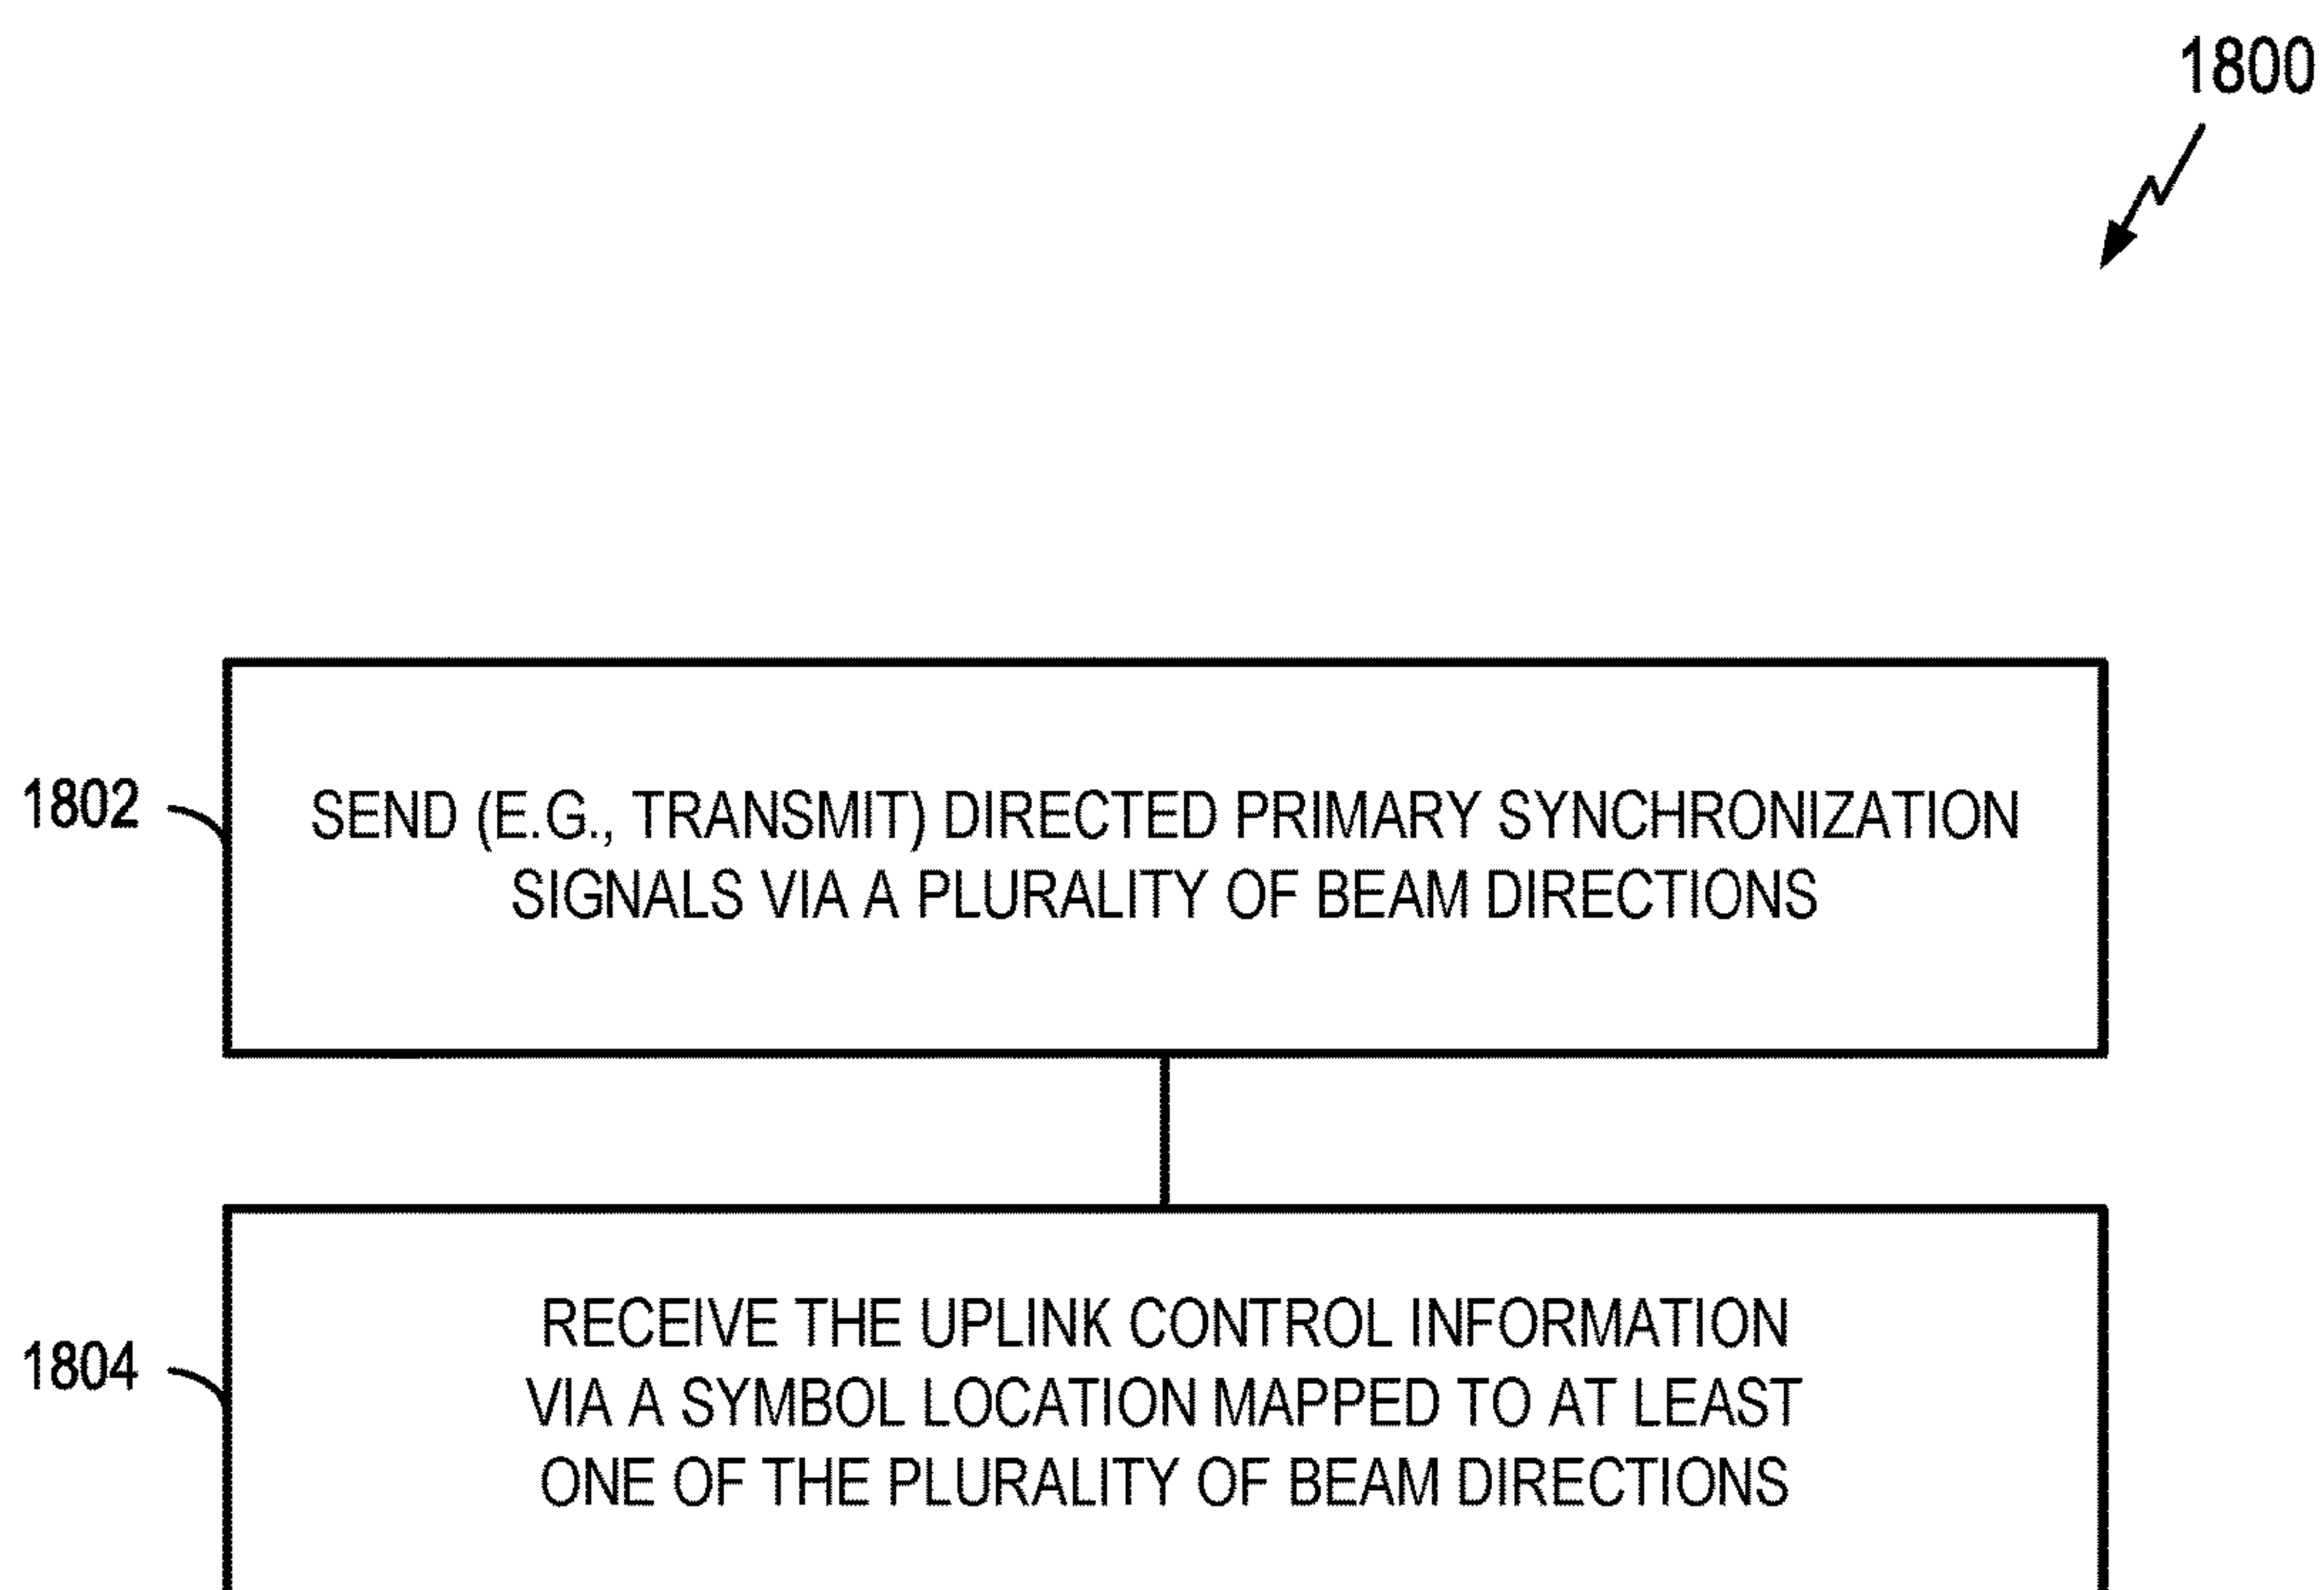 1800
1802
SEND (E.G., TRANSMIT) DIRECTED PRIMARY SYNCHRONIZATION
SIGNALS VIA A PLURALITY OF BEAM DIRECTIONS
1804
RECEIVE THE UPLINK CONTROL INFORMATION
VIA A SYMBOL LOCATION MAPPED TO AT LEAST
ONE OF THE PLURALITY OF BEAM DIRECTIONS